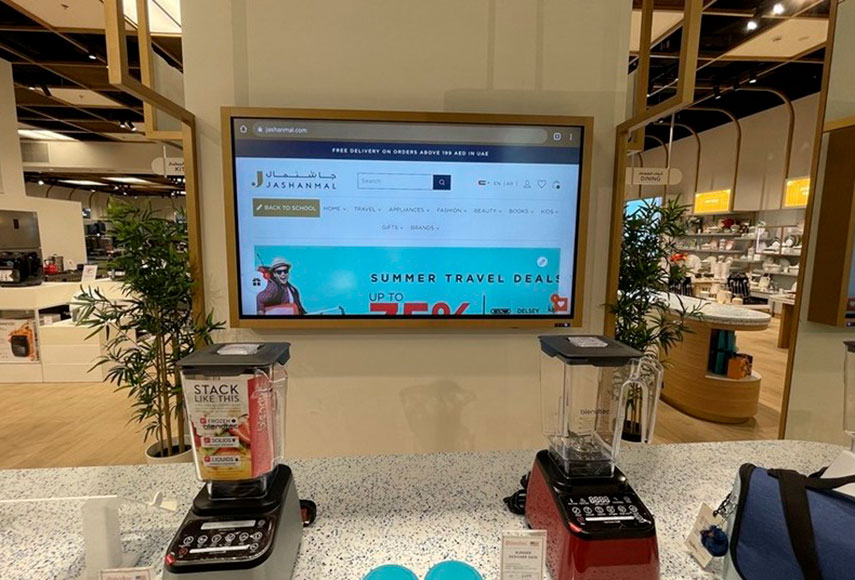 jashanmal.com
FREE DELIVERY ON ORDERS ABOVE 199 AED IN UAE
جاشنمال
JASHANMAL
Search
EN | AR |
BACK TO SCHOOL HOME TRAVEL APPLIANCES FASHION BEAUTY BOOKS KIDS
GIFTS BRANDS
SUMMER TRAVEL DEALS
UP TO
75%
DELSEY
DINING
KIT
STACK
LIKE THIS
FROZEN
blendtec
SOLIDS
LIQUIDS
blendtec